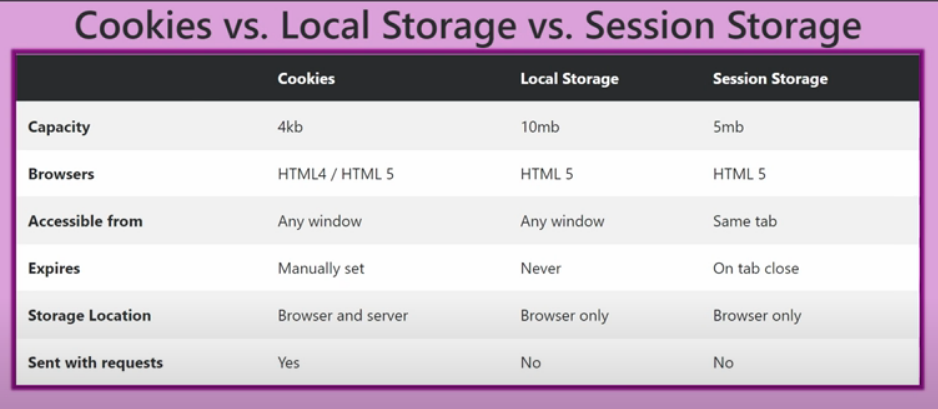 Cookies vs. Local Storage vs. Session Storage
Cookies Local Storage Session Storage
Capacity 4kb 10mb 5mb
Browsers HTML4 / HTML 5 HTML 5 HTML 5
Accessible from Any window Any window Same tab
Expires Manually set Never On tab close
Storage Location Browser and server Browser only Browser only
Sent with requests Yes No No